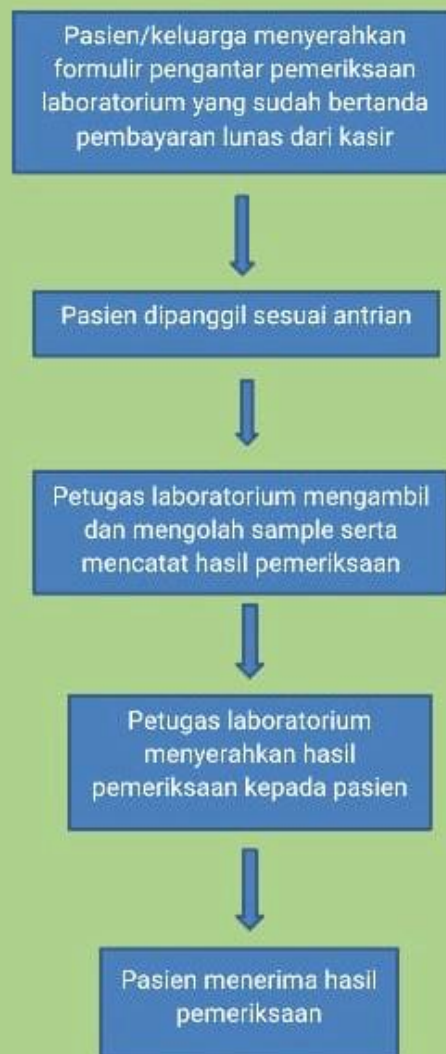 Pasien/keluarga menyerahkan
formulir pengantar pemeriksaan
laboratorium yang sudah bertanda
pembayaran lunas dari kasir
Pasien dipanggil sesuai antrian
Petugas laboratorium mengambil
dan mengolah sample serta
mencatat hasil pemeriksaan
Petugas laboratorium
menyerahkan hasil
pemeriksaan kepada pasien
Pasien menerima hasil
pemeriksaan